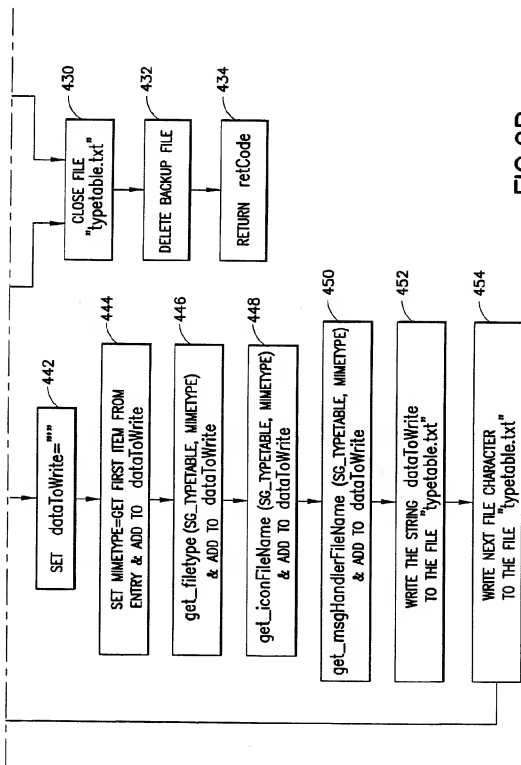 430
CLOSE FILE
"typetable.txt"
432
DELETE BACKUP FILE
434
RETURN retCode
442
SET dataToWrite=""
444
SET MIMETYPE=GET FIRST ITEM FROM
ENTRY & ADD TO dataToWrite
446
get_filetype (SG_TYPETABLE, MIMETYPE)
& ADD TO dataToWrite
448
get_iconFileName (SG_TYPETABLE, MIMETYPE)
& ADD TO dataToWrite
450
get_msgHandlerFileName (SG_TYPETABLE, MIMETYPE)
& ADD TO dataToWrite
452
WRITE THE STRING dataToWrite
TO THE FILE "typetable.txt"
454
WRITE NEXT FILE CHARACTER
TO THE FILE "typetable.txt"